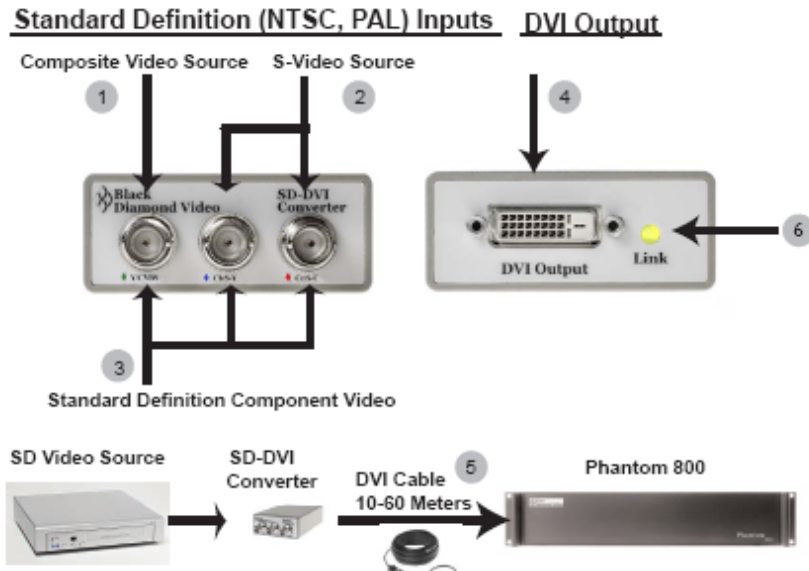 Standard Definition (NTSC, PAL) Inputs
DVI Output
Composite Video Source
S-Video Source
1
2
4
Black
Diamond Video
SD-DVI
Converter
DVI Output
Link
6
3
Standard Definition Component Video
SD Video Source
SD-DVI
Converter
DVI Cable
10-60 Meters
5
Phantom 800
Phantom